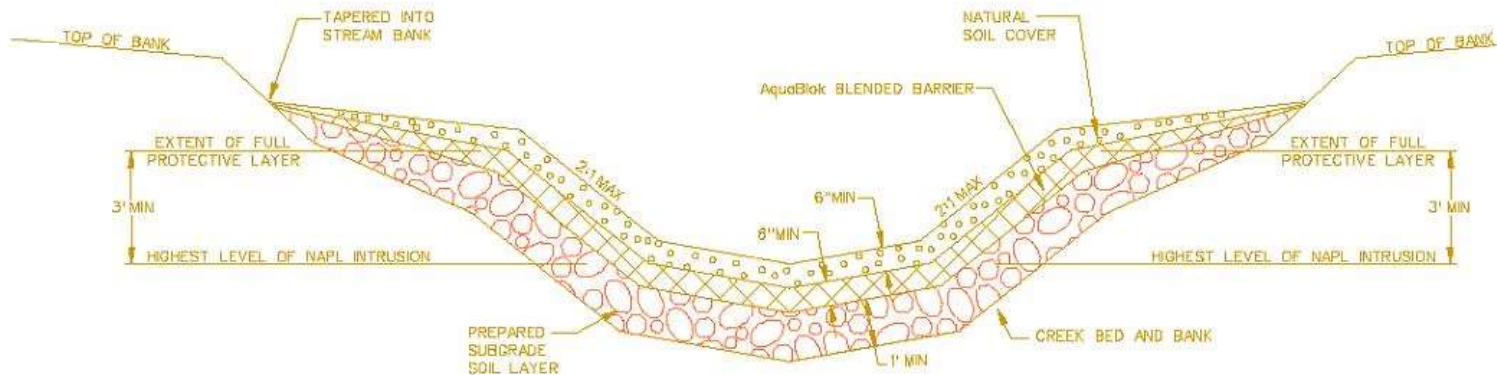 TAPERED INTO
STREAM BANK
NATURAL
SOIL COVER
TOP OF BANK
TOP OF BANK
AquaBlok BLENDED BARRIER
EXTENT OF FULL
PROTECTIVE LAYER
EXTENT OF FULL
PROTECTIVE LAYER
2:1 MAX
2:1 MAX
3' MIN
6"MIN
3' MIN
6"MIN
HIGHEST LEVEL OF NAPL INTRUSION
HIGHEST LEVEL OF NAPL INTRUSION
PREPARED
SUBGRADE
SOIL LAYER
CREEK BED AND BANK
1' MIN